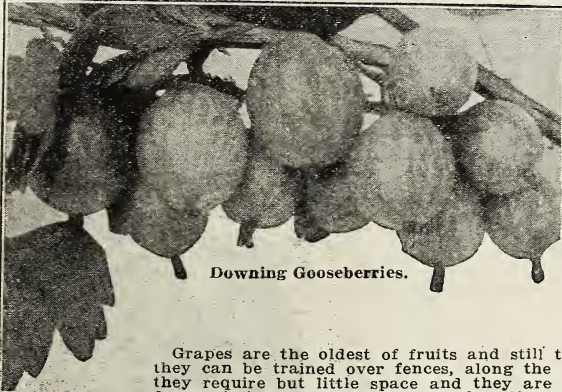 Downing Gooseberries.
Grapes are the oldest of fruits and still t
they can be trained over fences, along the
they require but little space and they are